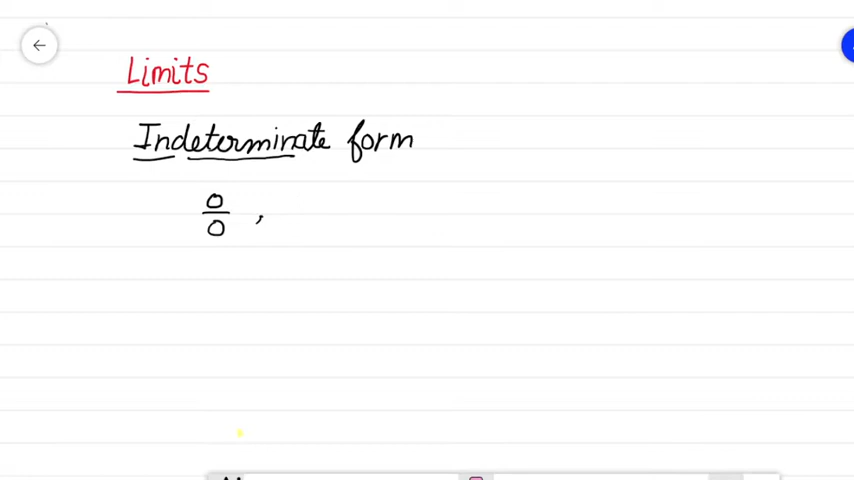 Limits
Indeterminate form
0/0 ,